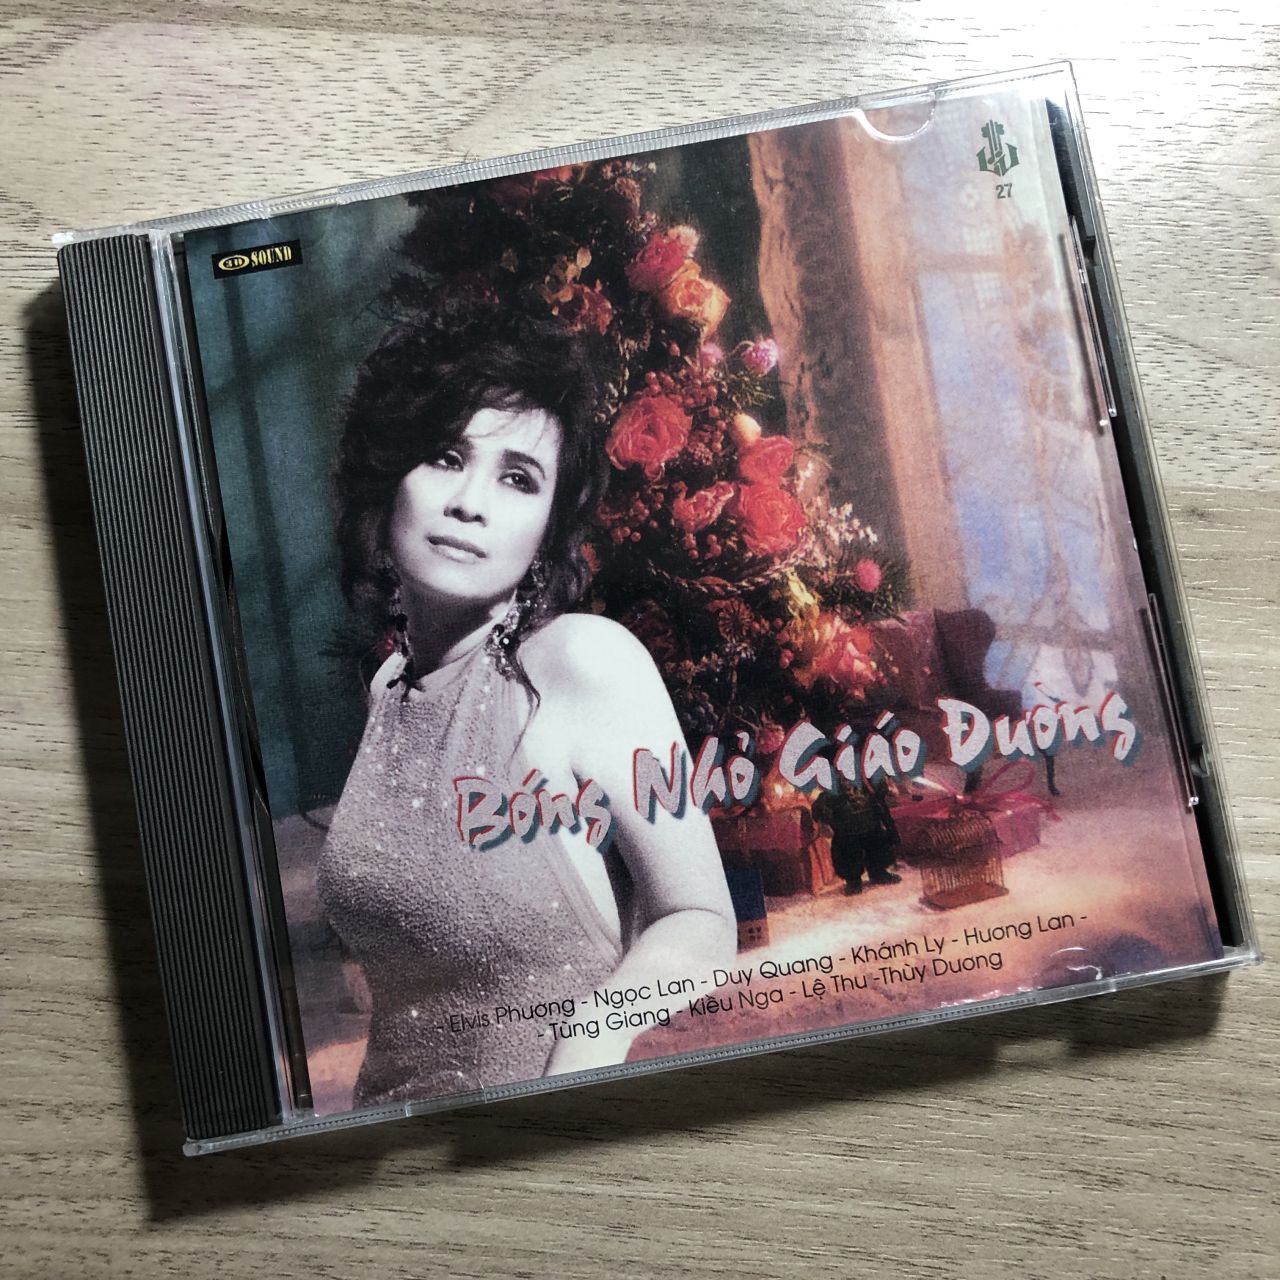 3D SOUND
27
Bóng Nhỏ Giáo Đường
- Elvis Phương - Ngọc Lan - Duy Quang - Khánh Ly - Hương Lan -
- Tùng Giang - Kiều Nga - Lệ Thu -Thùy Dương